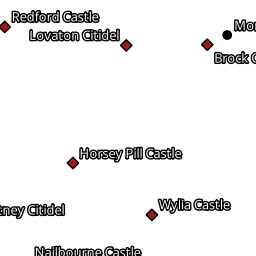 Redford Castle
Lovaton Citidel
Brock
Horsey Pill Castle
Wylia Castle
Citidel
Nailbourne Castle